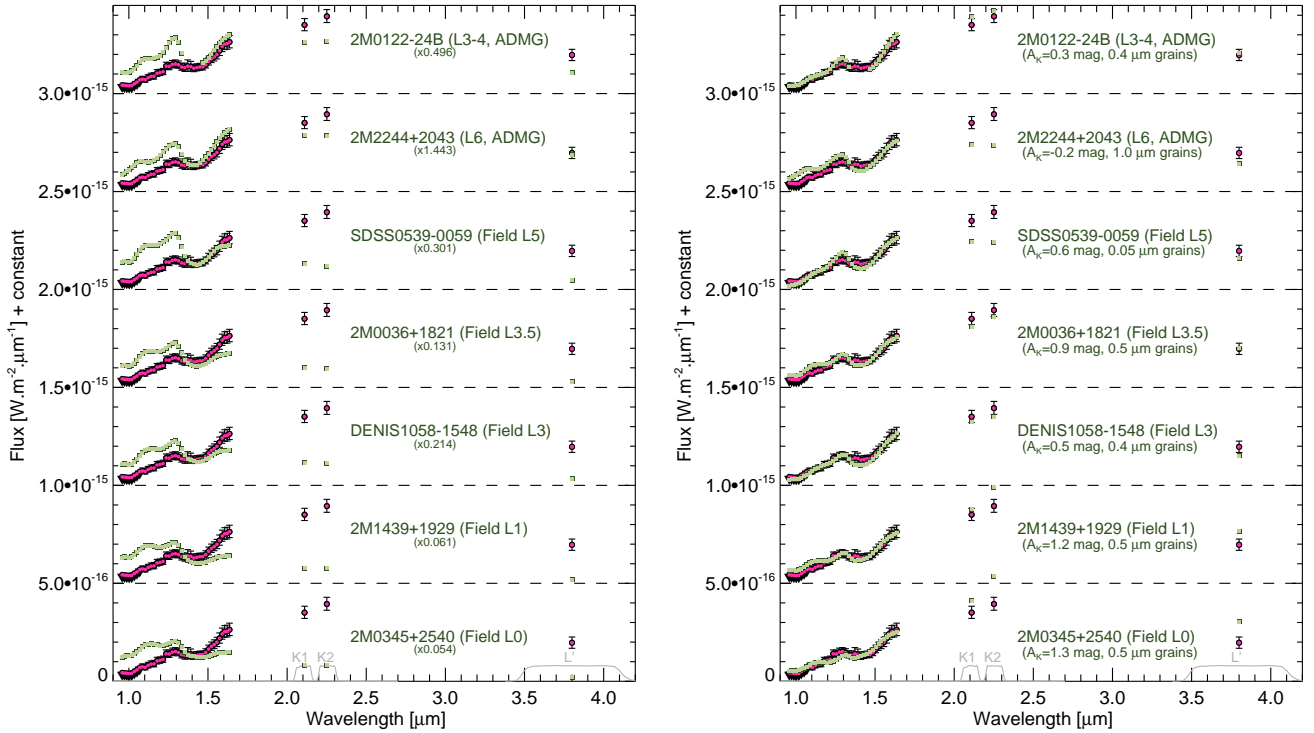 Flux [W.m⁻².µm⁻¹] + constant
3.0•10⁻¹⁵
2.5•10⁻¹⁵
2.0•10⁻¹⁵
1.5•10⁻¹⁵
1.0•10⁻¹⁵
5.0•10⁻¹⁶
0
2M0122-24B (L3-4, ADMG)
(x0.496)
2M2244+2043 (L6, ADMG)
(x1.443)
SDSS0539-0059 (Field L5)
(x0.301)
2M0036+1821 (Field L3.5)
(x0.131)
DENIS1058-1548 (Field L3)
(x0.214)
2M1439+1929 (Field L1)
(x0.061)
2M0345+2540 (Field L0)
(x0.054)
K1 K2 L'
1.0 1.5 2.0 2.5 3.0 3.5 4.0
Wavelength [µm]
Flux [W.m⁻².µm⁻¹] + constant
3.0•10⁻¹⁵
2.5•10⁻¹⁵
2.0•10⁻¹⁵
1.5•10⁻¹⁵
1.0•10⁻¹⁵
5.0•10⁻¹⁶
0
2M0122-24B (L3-4, ADMG)
(A_K=0.3 mag, 0.4 µm grains)
2M2244+2043 (L6, ADMG)
(A_K=-0.2 mag, 1.0 µm grains)
SDSS0539-0059 (Field L5)
(A_K=0.6 mag, 0.05 µm grains)
2M0036+1821 (Field L3.5)
(A_K=0.9 mag, 0.5 µm grains)
DENIS1058-1548 (Field L3)
(A_K=0.5 mag, 0.4 µm grains)
2M1439+1929 (Field L1)
(A_K=1.2 mag, 0.5 µm grains)
2M0345+2540 (Field L0)
(A_K=1.3 mag, 0.5 µm grains)
K1 K2 L'
1.0 1.5 2.0 2.5 3.0 3.5 4.0
Wavelength [µm]